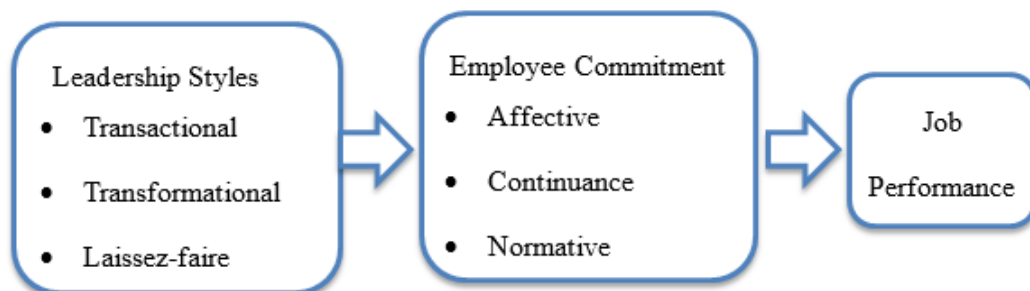 Leadership Styles
• Transactional
• Transformational
• Laissez-faire
Employee Commitment
• Affective
• Continuance
• Normative
Job
Performance